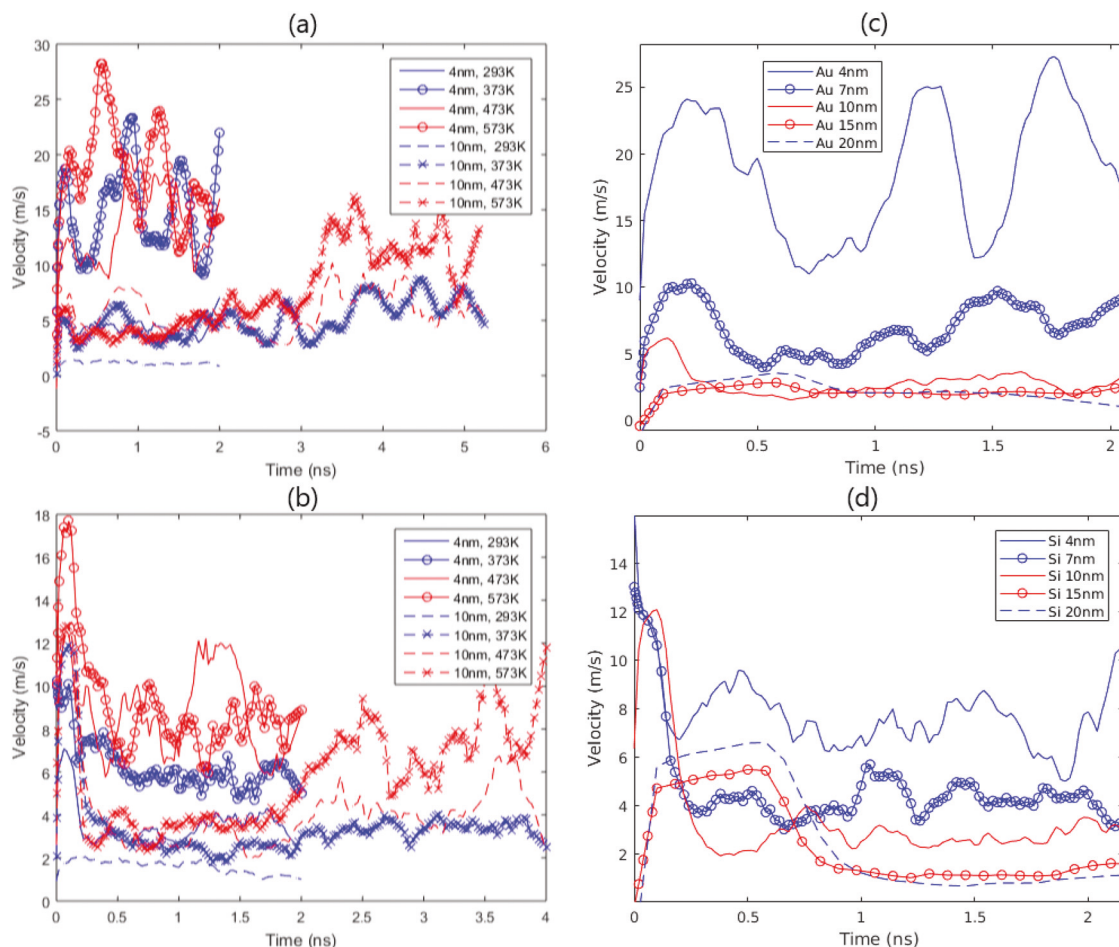 (a)
30
25
20
15
10
5
0
-5
Velocity (m/s)
0 1 2 3 4 5 6
Time (ns)
4nm, 293K
4nm, 373K
4nm, 473K
4nm, 573K
10nm, 293K
10nm, 373K
10nm, 473K
10nm, 573K
(c)
25
20
15
10
5
0
Velocity (m/s)
0 0.5 1 1.5 2
Time (ns)
Au 4nm
Au 7nm
Au 10nm
Au 15nm
Au 20nm
(b)
18
16
14
12
10
8
6
4
2
0
Velocity (m/s)
0 0.5 1 1.5 2 2.5 3 3.5 4
Time (ns)
4nm, 293K
4nm, 373K
4nm, 473K
4nm, 573K
10nm, 293K
10nm, 373K
10nm, 473K
10nm, 573K
(d)
14
12
10
8
6
4
2
Velocity (m/s)
0 0.5 1 1.5 2
Time (ns)
Si 4nm
Si 7nm
Si 10nm
Si 15nm
Si 20nm